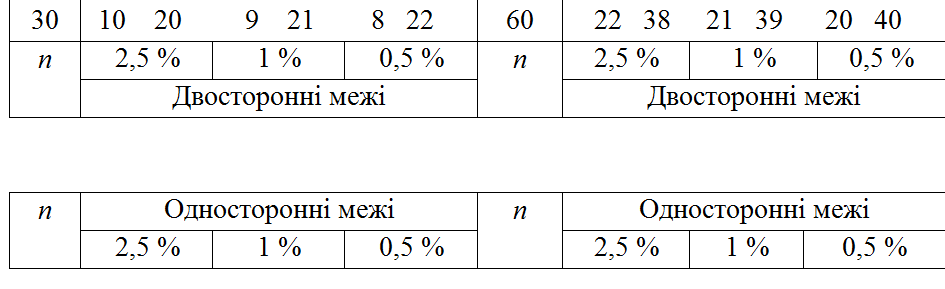 30 10 20 9 21 8 22 60 22 38 21 39 20 40
n 2,5 % 1 % 0,5 % n 2,5 % 1 % 0,5 %
Двосторонні межі Двосторонні межі
n Односторонні межі n Односторонні межі
2,5 % 1 % 0,5 % 2,5 % 1 % 0,5 %